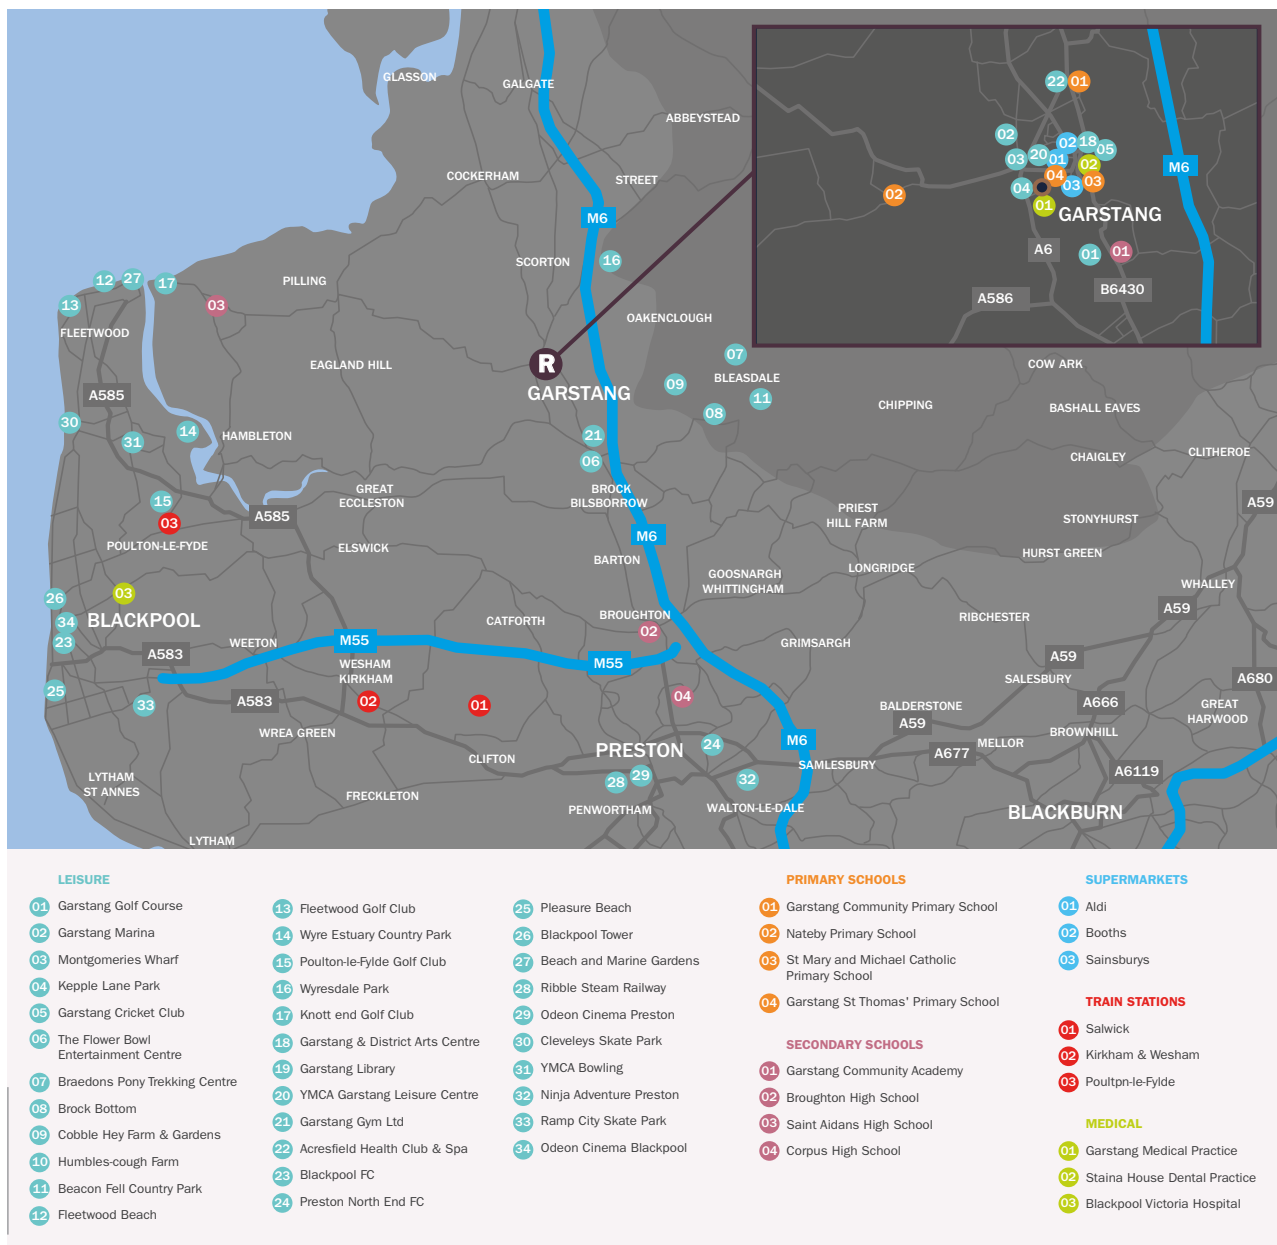 GLASSON
GALGATE
ABBEYSTEAD
COCKERHAM
STREET
M6
SCORTON
16
PILLING
12
27
17
13
03
FLEETWOOD
OAKENCLOUGH
EAGLAND HILL
R
GARSTANG
07
BLEASDALE
09
11
08
COW ARK
CHIPPING
BASHALL EAVES
A585
30
31
14
HAMBLETON
21
06
CHAIGLEY
CLITHEROE
GREAT
ECCLESTON
BROCK
BILSBORROW
15
03
A585
A59
PRIEST
HILL FARM
STONYHURST
POULTON-LE-FYDE
ELSWICK
M6
BARTON
HURST GREEN
GOOSNARGH
WHITTINGHAM
LONGRIDGE
WHALLEY
26
03
BLACKPOOL
34
23
A59
CATFORTH
BROUGHTON
02
RIBCHESTER
WEETON
M55
GRIMSARGH
A583
M55
A59
WESHAM
KIRKHAM
SALESBURY
A680
25
33
A583
02
01
04
BALDERSTONE
A59
A666
GREAT
HARWOOD
WREA GREEN
PRESTON
24
M6
A677
MELLOR
BROWNHILL
CLIFTON
SAMLESBURY
A6119
LYTHAM
ST ANNES
28
29
32
FRECKLETON
PENWORTHAM
WALTON-LE-DALE
BLACKBURN
LYTHAM
22
01
02
02
18
05
03
20
01
02
04
03
03
04
02
01
M6
GARSTANG
A6
01
01
A586
B6430
LEISURE
01 Garstang Golf Course
02 Garstang Marina
03 Montgomeries Wharf
04 Kepple Lane Park
05 Garstang Cricket Club
06 The Flower Bowl
Entertainment Centre
07 Braedons Pony Trekking Centre
08 Brock Bottom
09 Cobble Hey Farm & Gardens
10 Humbles-cough Farm
11 Beacon Fell Country Park
12 Fleetwood Beach
13 Fleetwood Golf Club
14 Wyre Estuary Country Park
15 Poulton-le-Fylde Golf Club
16 Wyresdale Park
17 Knott end Golf Club
18 Garstang & District Arts Centre
19 Garstang Library
20 YMCA Garstang Leisure Centre
21 Garstang Gym Ltd
22 Acresfield Health Club & Spa
23 Blackpool FC
24 Preston North End FC
25 Pleasure Beach
26 Blackpool Tower
27 Beach and Marine Gardens
28 Ribble Steam Railway
29 Odeon Cinema Preston
30 Cleveleys Skate Park
31 YMCA Bowling
32 Ninja Adventure Preston
33 Ramp City Skate Park
34 Odeon Cinema Blackpool
PRIMARY SCHOOLS
01 Garstang Community Primary School
02 Nateby Primary School
03 St Mary and Michael Catholic
Primary School
04 Garstang St Thomas' Primary School
SECONDARY SCHOOLS
01 Garstang Community Academy
02 Broughton High School
03 Saint Aidans High School
04 Corpus High School
SUPERMARKETS
01 Aldi
02 Booths
03 Sainsburys
TRAIN STATIONS
01 Salwick
02 Kirkham & Wesham
03 Poultpn-le-Fylde
MEDICAL
01 Garstang Medical Practice
02 Staina House Dental Practice
03 Blackpool Victoria Hospital